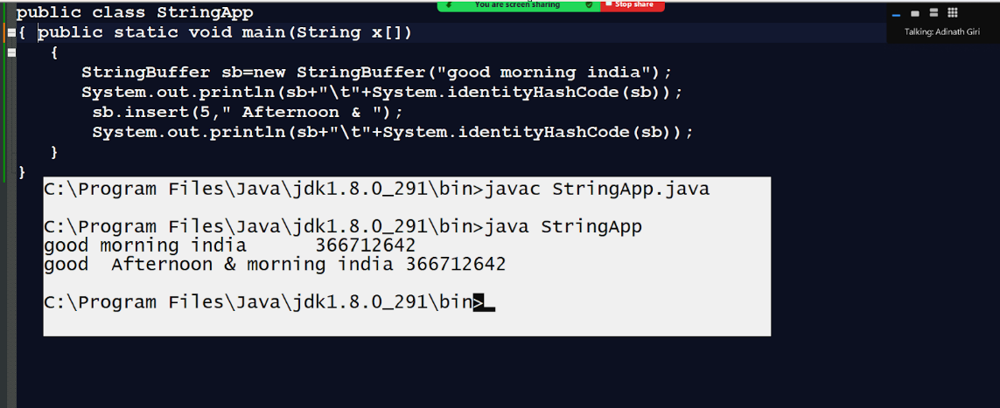 You are screen sharing Stop share
public class StringApp
{ public static void main(String x[])
Talking: Adinath Giri
{
StringBuffer sb=new StringBuffer("good morning india");
System.out.println(sb+"\t"+System.identityHashCode(sb));
sb.insert(5," Afternoon & ");
System.out.println(sb+"\t"+System.identityHashCode(sb));
}
}
C:\Program Files\Java\jdk1.8.0_291\bin>javac StringApp.java
C:\Program Files\Java\jdk1.8.0_291\bin>java StringApp
good morning india 366712642
good  Afternoon & morning india 366712642
C:\Program Files\Java\jdk1.8.0_291\bin>_